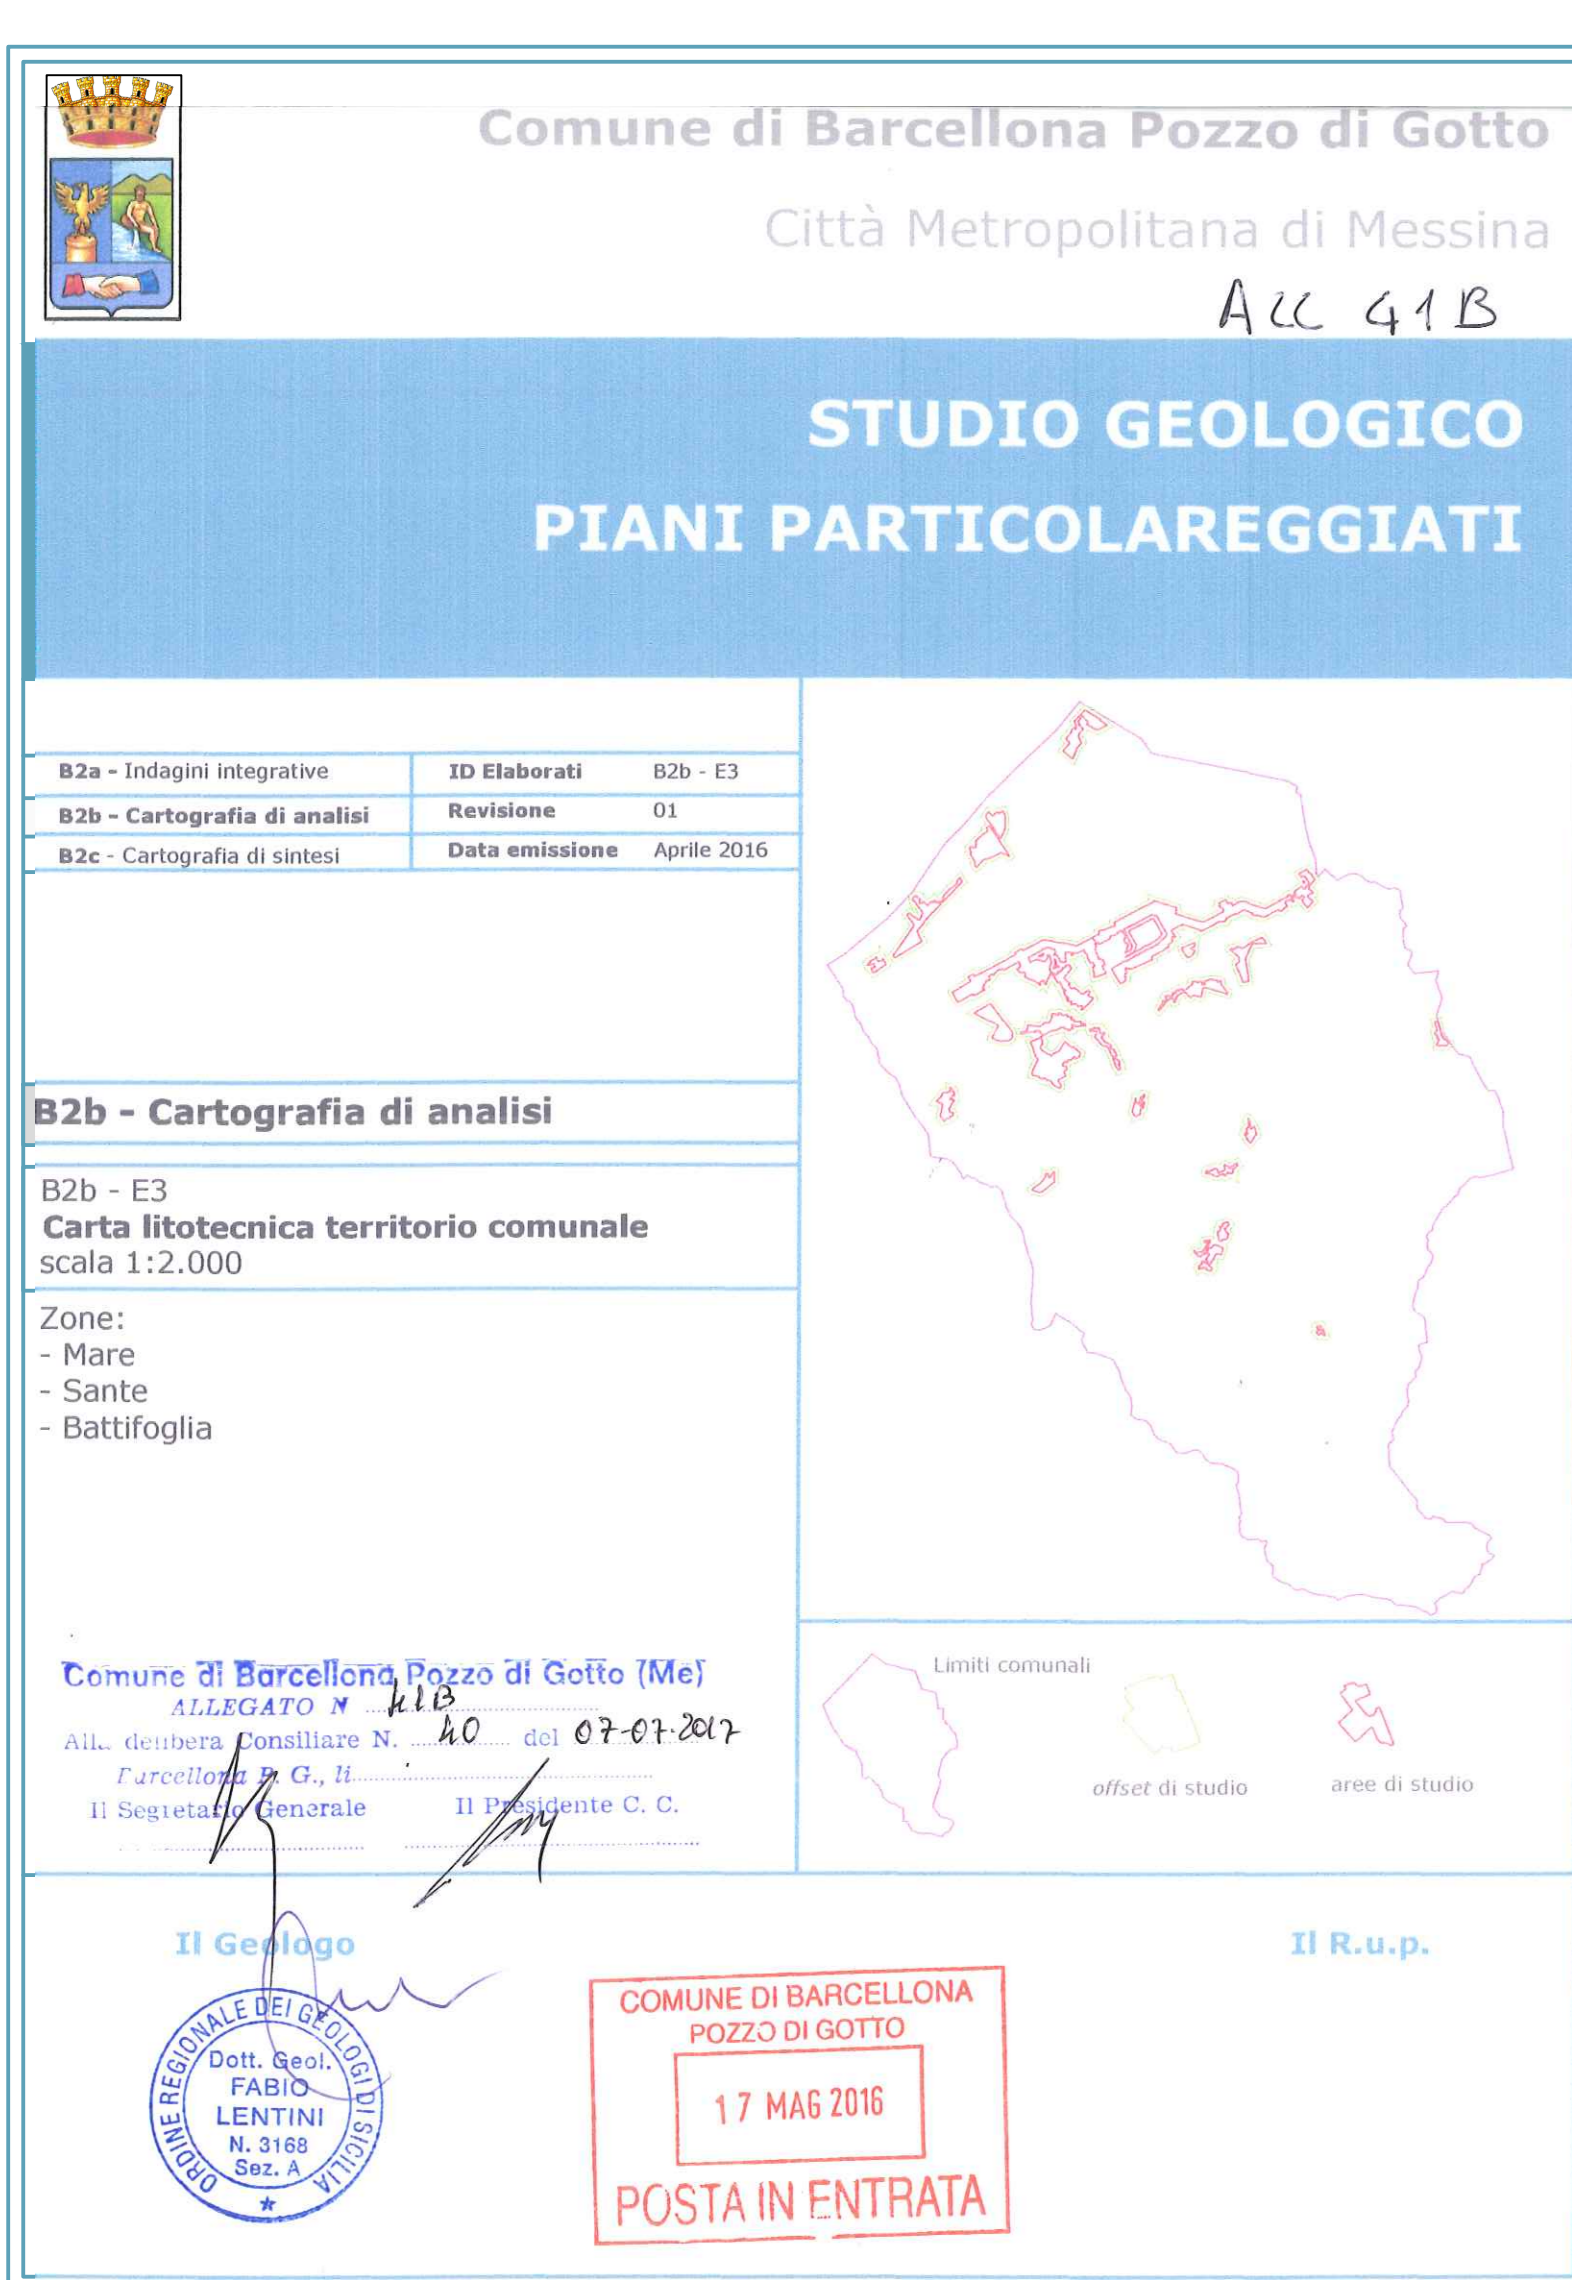 Comune di Barcellona Pozzo di Gotto
Città Metropolitana di Messina
ALL 41B
STUDIO GEOLOGICO
PIANI PARTICOLAREGGIATI
B2a - Indagini integrative
ID Elaborati B2b - E3
B2b - Cartografia di analisi
Revisione 01
B2c - Cartografia di sintesi
Data emissione Aprile 2016
B2b - Cartografia di analisi
B2b - E3
Carta litotecnica territorio comunale
scala 1:2.000
Zone:
- Mare
- Sante
- Battifoglia
Limiti comunali
offset di studio
aree di studio
Comune di Barcellona Pozzo di Gotto (Me)
ALLEGATO N 41B
Alla delibera Consiliare N. 40 del 07-07-2017
Barcellona P. G., li
Il Segretario Generale Il Presidente C. C.
Il Geologo
Il R.u.p.
ORDINE REGIONALE DEI GEOLOGI DI SICILIA
Dott. Geol.
FABIO
LENTINI
N. 3168
Sez. A
COMUNE DI BARCELLONA
POZZO DI GOTTO
17 MAG 2016
POSTA IN ENTRATA